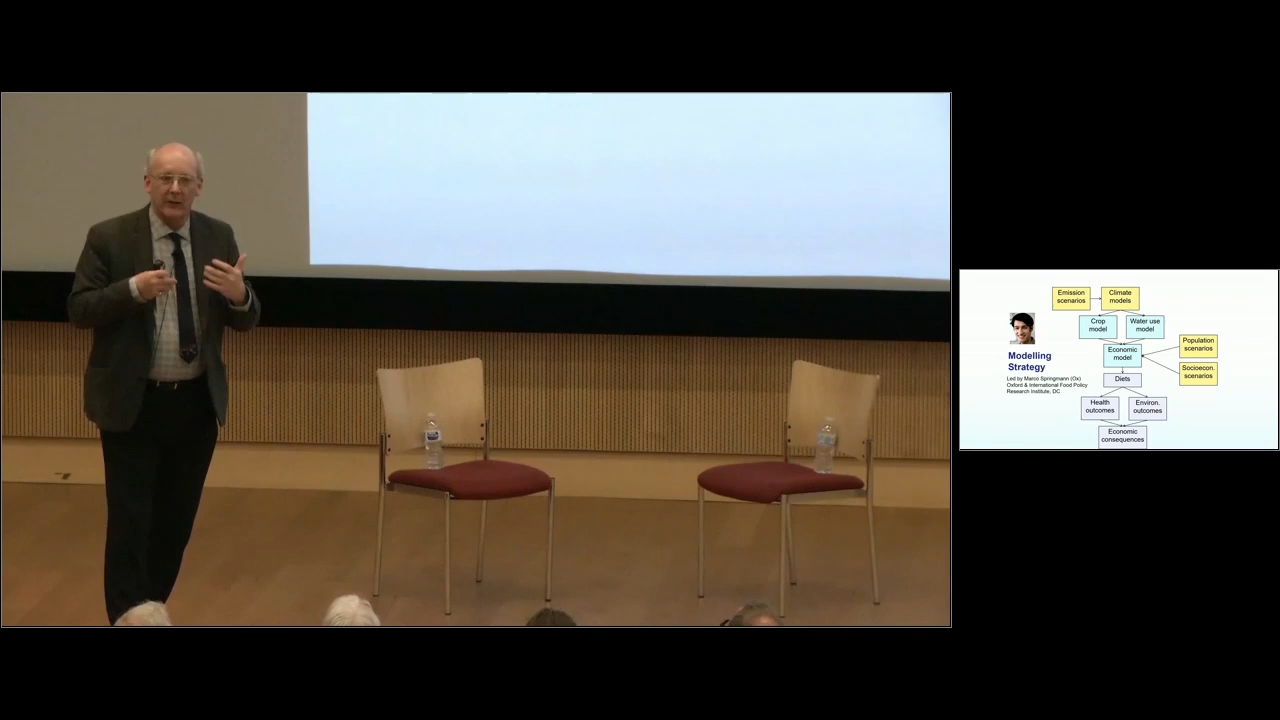 Emission
scenarios
Climate
models
Crop
model
Water use
model
Economic
model
Population
scenarios
Socioecon.
scenarios
Modelling
Strategy
Led by Marco Springmann (Ox)
Oxford & International Food Policy
Research Institute, DC
Diets
Health
outcomes
Environ.
outcomes
Economic
consequences